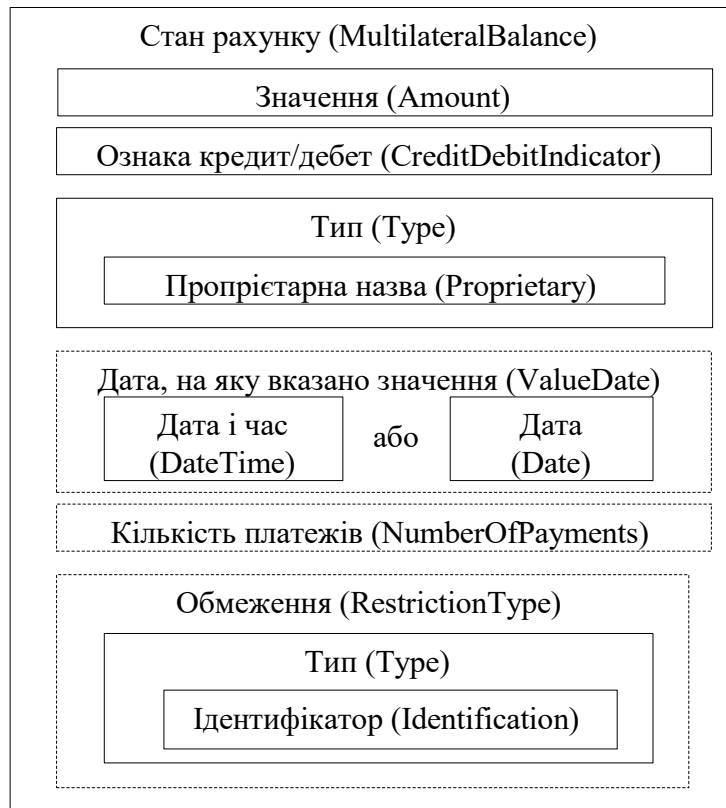 Стан рахунку (MultilateralBalance)
Значення (Amount)
Ознака кредит/дебет (CreditDebitIndicator)
Тип (Type)
Пропрієтарна назва (Proprietary)
Дата, на яку вказано значення (ValueDate)
Дата і час
(DateTime)
або
Дата
(Date)
Кількість платежів (NumberOfPayments)
Обмеження (RestrictionType)
Тип (Type)
Ідентифікатор (Identification)